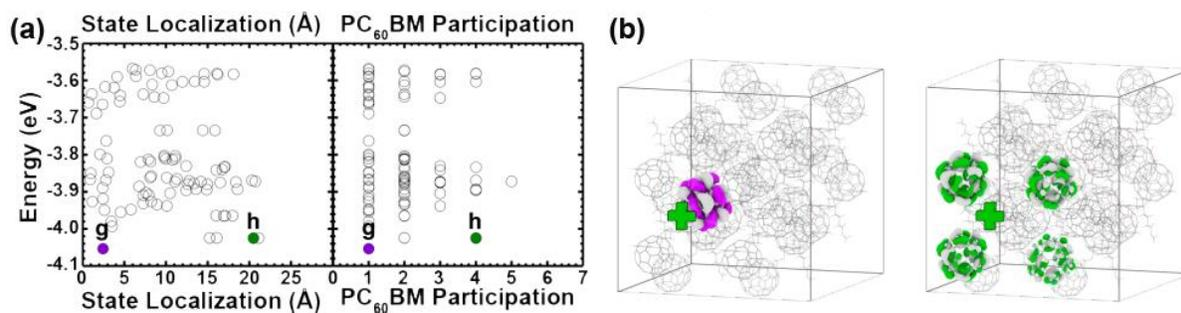 (a)
State Localization (Å) PC60BM Participation
(b)
-3.5
-3.6
-3.7
-3.8
-3.9
-4.0
-4.1
Energy (eV)
g h g h
0 5 10 15 20 25 0 1 2 3 4 5 6 7
State Localization (Å) PC60BM Participation